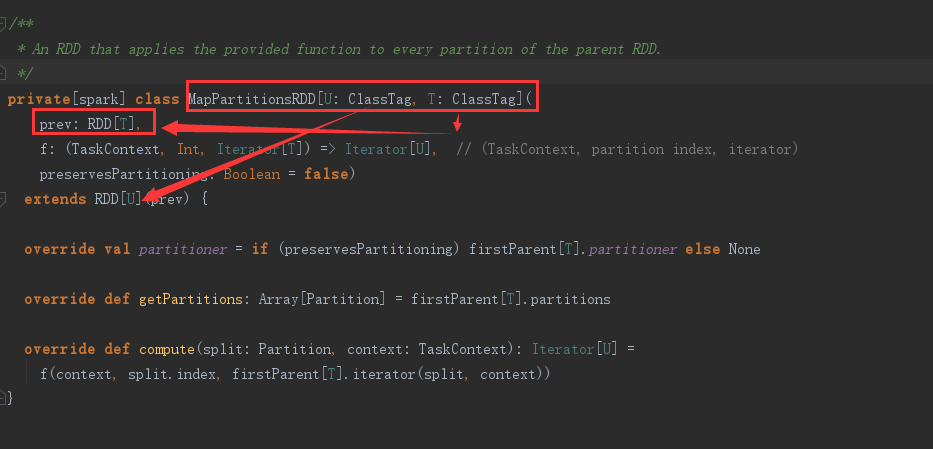 /**
* An RDD that applies the provided function to every partition of the parent RDD.
*/
private[spark] class MapPartitionsRDD[U: ClassTag, T: ClassTag](
prev: RDD[T],
f: (TaskContext, Int, Iterator[T]) => Iterator[U],  // (TaskContext, partition index, iterator)
preservesPartitioning: Boolean = false)
extends RDD[U](prev) {
override val partitioner = if (preservesPartitioning) firstParent[T].partitioner else None
override def getPartitions: Array[Partition] = firstParent[T].partitions
override def compute(split: Partition, context: TaskContext): Iterator[U] =
f(context, split.index, firstParent[T].iterator(split, context))
}